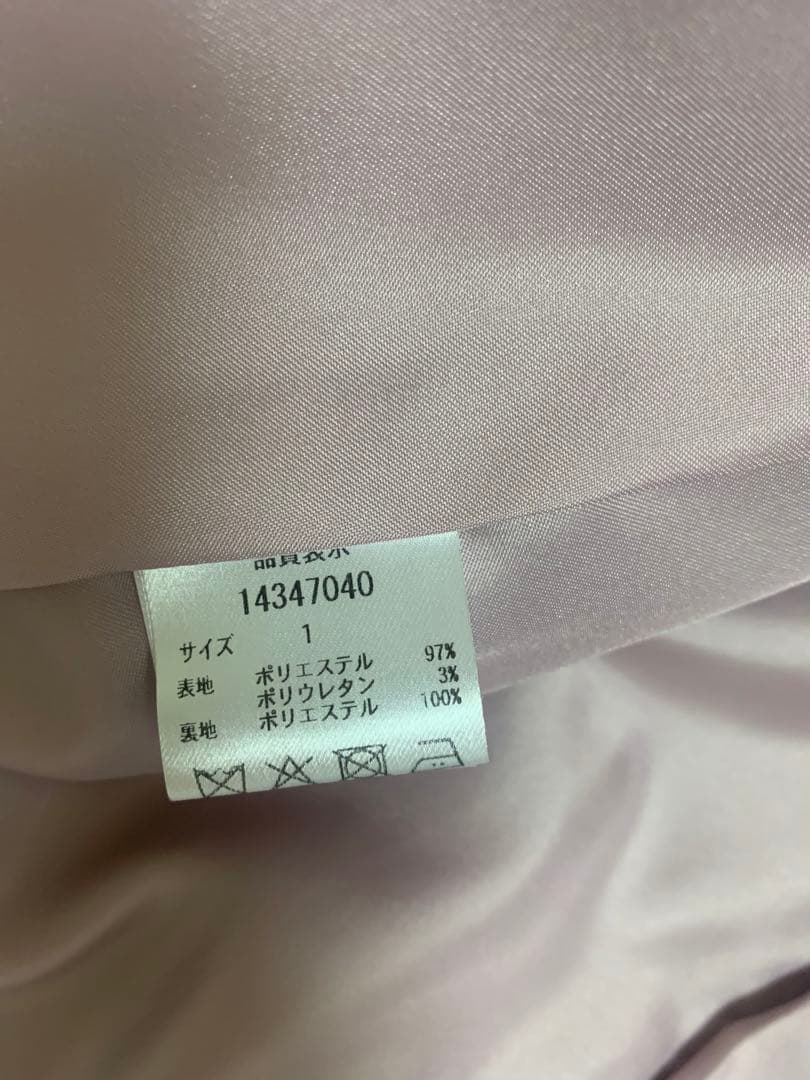 品質表示
14347040
サイズ 1
表地 ポリエステル 97%
ポリウレタン 3%
裏地 ポリエステル 100%